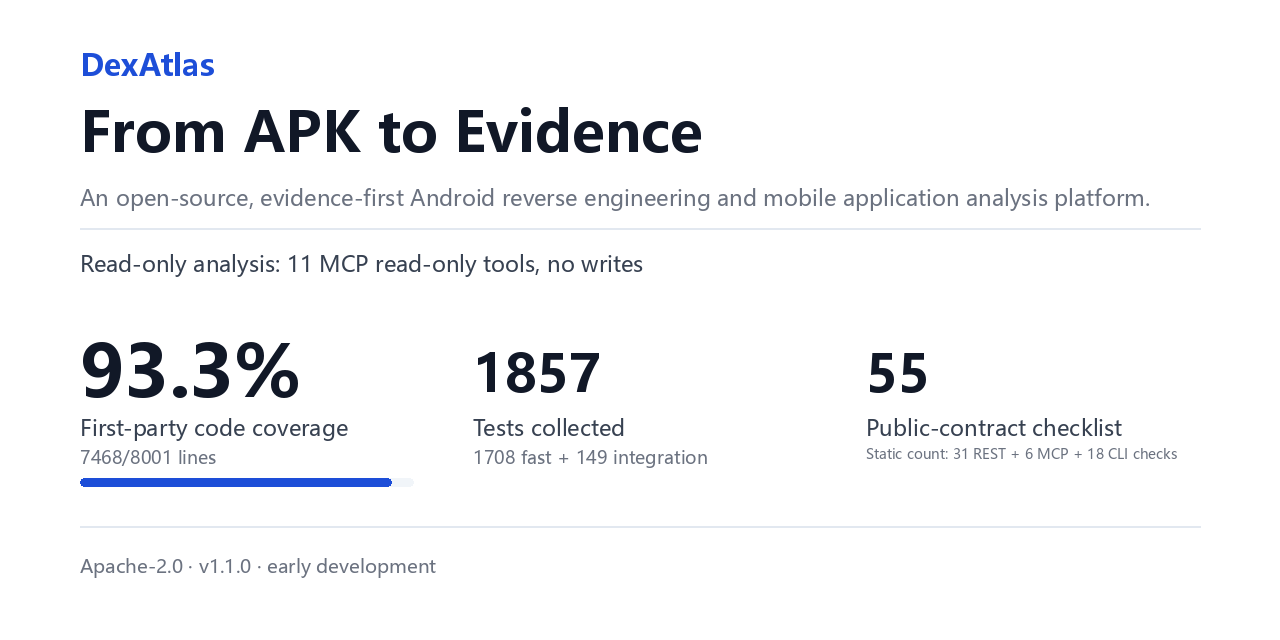 DexAtlas
From APK to Evidence
An open-source, evidence-first Android reverse engineering and mobile application analysis platform.
Read-only analysis: 11 MCP read-only tools, no writes
93.3%
First-party code coverage
7468/8001 lines
1857
Tests collected
1708 fast + 149 integration
55
Public-contract checklist
Static count: 31 REST + 6 MCP + 18 CLI checks
Apache-2.0 · v1.1.0 · early development